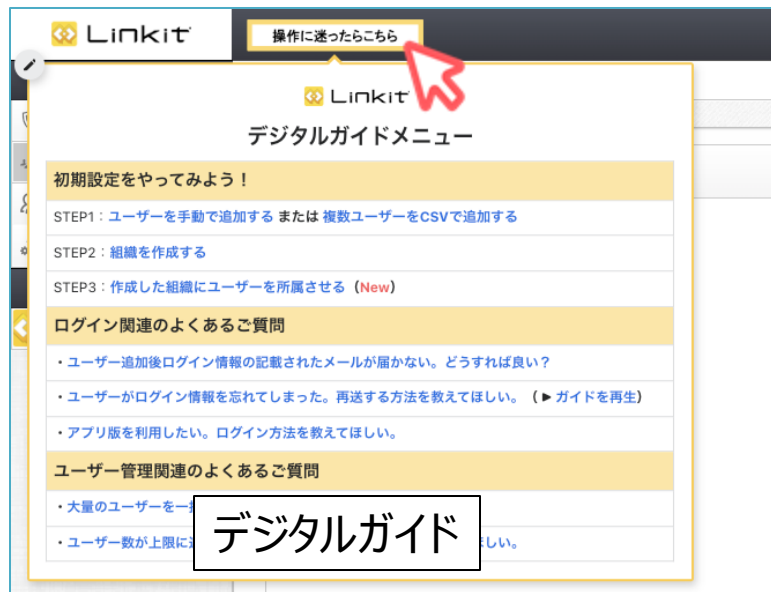 Linkit
操作に迷ったらこちら
Linkit
デジタルガイドメニュー
初期設定をやってみよう！
STEP1：ユーザーを手動で追加する または 複数ユーザーをCSVで追加する
STEP2：組織を作成する
STEP3：作成した組織にユーザーを所属させる（New）
ログイン関連のよくあるご質問
・ユーザー追加後ログイン情報の記載されたメールが届かない。どうすれば良い？
・ユーザーがログイン情報を忘れてしまった。再送する方法を教えてほしい。（▶ガイドを再生）
・アプリ版を利用したい。ログイン方法を教えてほしい。
ユーザー管理関連のよくあるご質問
・大量のユーザーを一
・ユーザー数が上限に
しい。
デジタルガイド